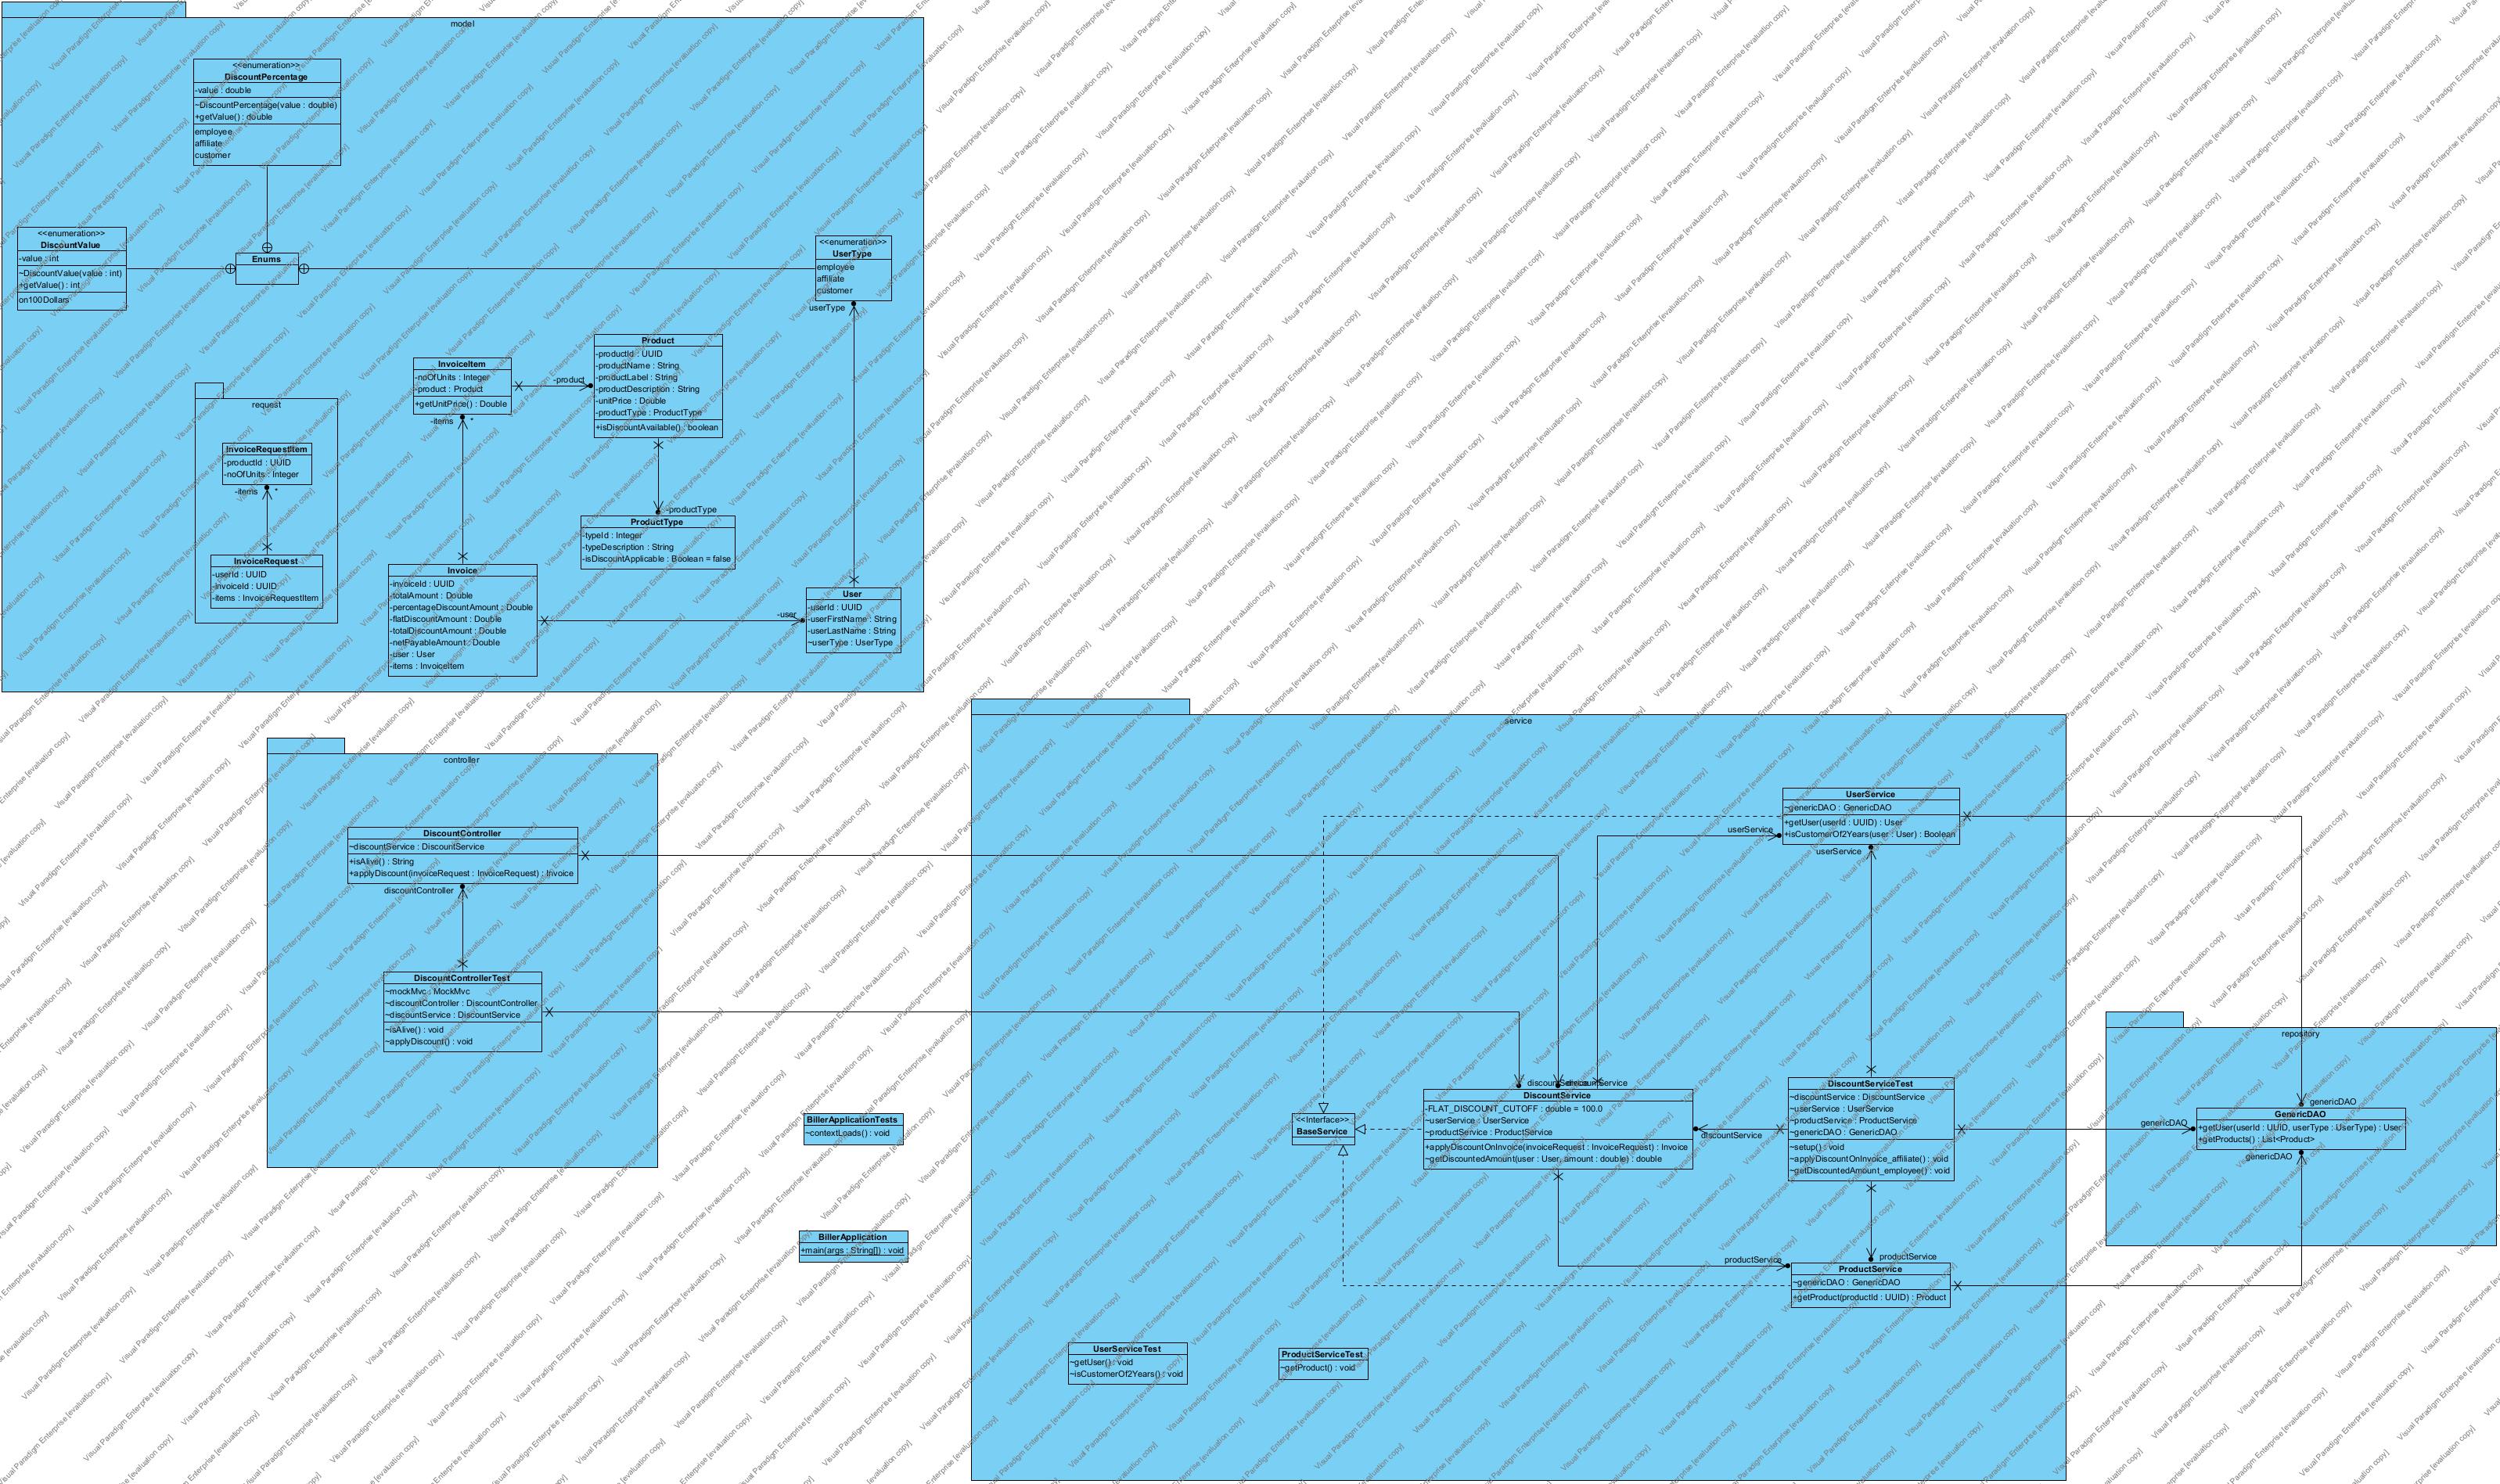 model
<<enumeration>>
DiscountPercentage
-value : double
~DiscountPercentage(value : double)
+getValue() : double
employee
affiliate
customer
<<enumeration>>
DiscountValue
-value : int
~DiscountValue(value : int)
+getValue() : int
on100Dollars
Enums
<<enumeration>>
UserType
employee
affiliate
customer
userType
InvoiceItem
-noOfUnits : Integer
-product : Product
+getUnitPrice() : Double
-items *
-product
Product
-productId : UUID
-productName : String
-productLabel : String
-productDescription : String
-unitPrice : Double
-productType : ProductType
+isDiscountAvailable() : boolean
-productType
ProductType
-typeId : Integer
-typeDescription : String
-isDiscountApplicable : Boolean = false
request
InvoiceRequestItem
-productId : UUID
-noOfUnits : Integer
-items *
InvoiceRequest
-userId : UUID
-invoiceId : UUID
-items : InvoiceRequestItem
Invoice
-invoiceId : UUID
-totalAmount : Double
-percentageDiscountAmount : Double
-flatDiscountAmount : Double
-totalDiscountAmount : Double
-netPayableAmount : Double
-user : User
-items : InvoiceItem
-user
User
-userId : UUID
-userFirstName : String
-userLastName : String
~userType : UserType
controller
DiscountController
~discountService : DiscountService
+isAlive() : String
+applyDiscount(invoiceRequest : InvoiceRequest) : Invoice
discountController
DiscountControllerTest
~mockMvc : MockMvc
~discountController : DiscountController
~discountService : DiscountService
~isAlive() : void
~applyDiscount() : void
BillerApplicationTests
~contextLoads() : void
BillerApplication
+main(args : String[]) : void
service
UserService
~genericDAO : GenericDAO
+getUser(userId : UUID) : User
+isCustomerOf2Years(user : User) : Boolean
userService
userService
discountService
discountService
<<Interface>>
BaseService
DiscountService
-FLAT_DISCOUNT_CUTOFF : double = 100.0
~userService : UserService
~productService : ProductService
+applyDiscountOnInvoice(invoiceRequest : InvoiceRequest) : Invoice
~getDiscountedAmount(user : User, amount : double) : double
discountService
DiscountServiceTest
~discountService : DiscountService
~userService : UserService
~productService : ProductService
~genericDAO : GenericDAO
~setup() : void
~applyDiscountOnInvoice_affiliate() : void
~getDiscountedAmount_employee() : void
productService
productService
ProductService
~genericDAO : GenericDAO
+getProduct(productId : UUID) : Product
UserServiceTest
~getUser() : void
~isCustomerOf2Years() : void
ProductServiceTest
~getProduct() : void
repository
genericDAO
genericDAO
GenericDAO
+getUser(userId : UUID, userType : UserType) : User
+getProducts() : List<Product>
genericDAO
Visual Paradigm Enterprise [evaluation copy]